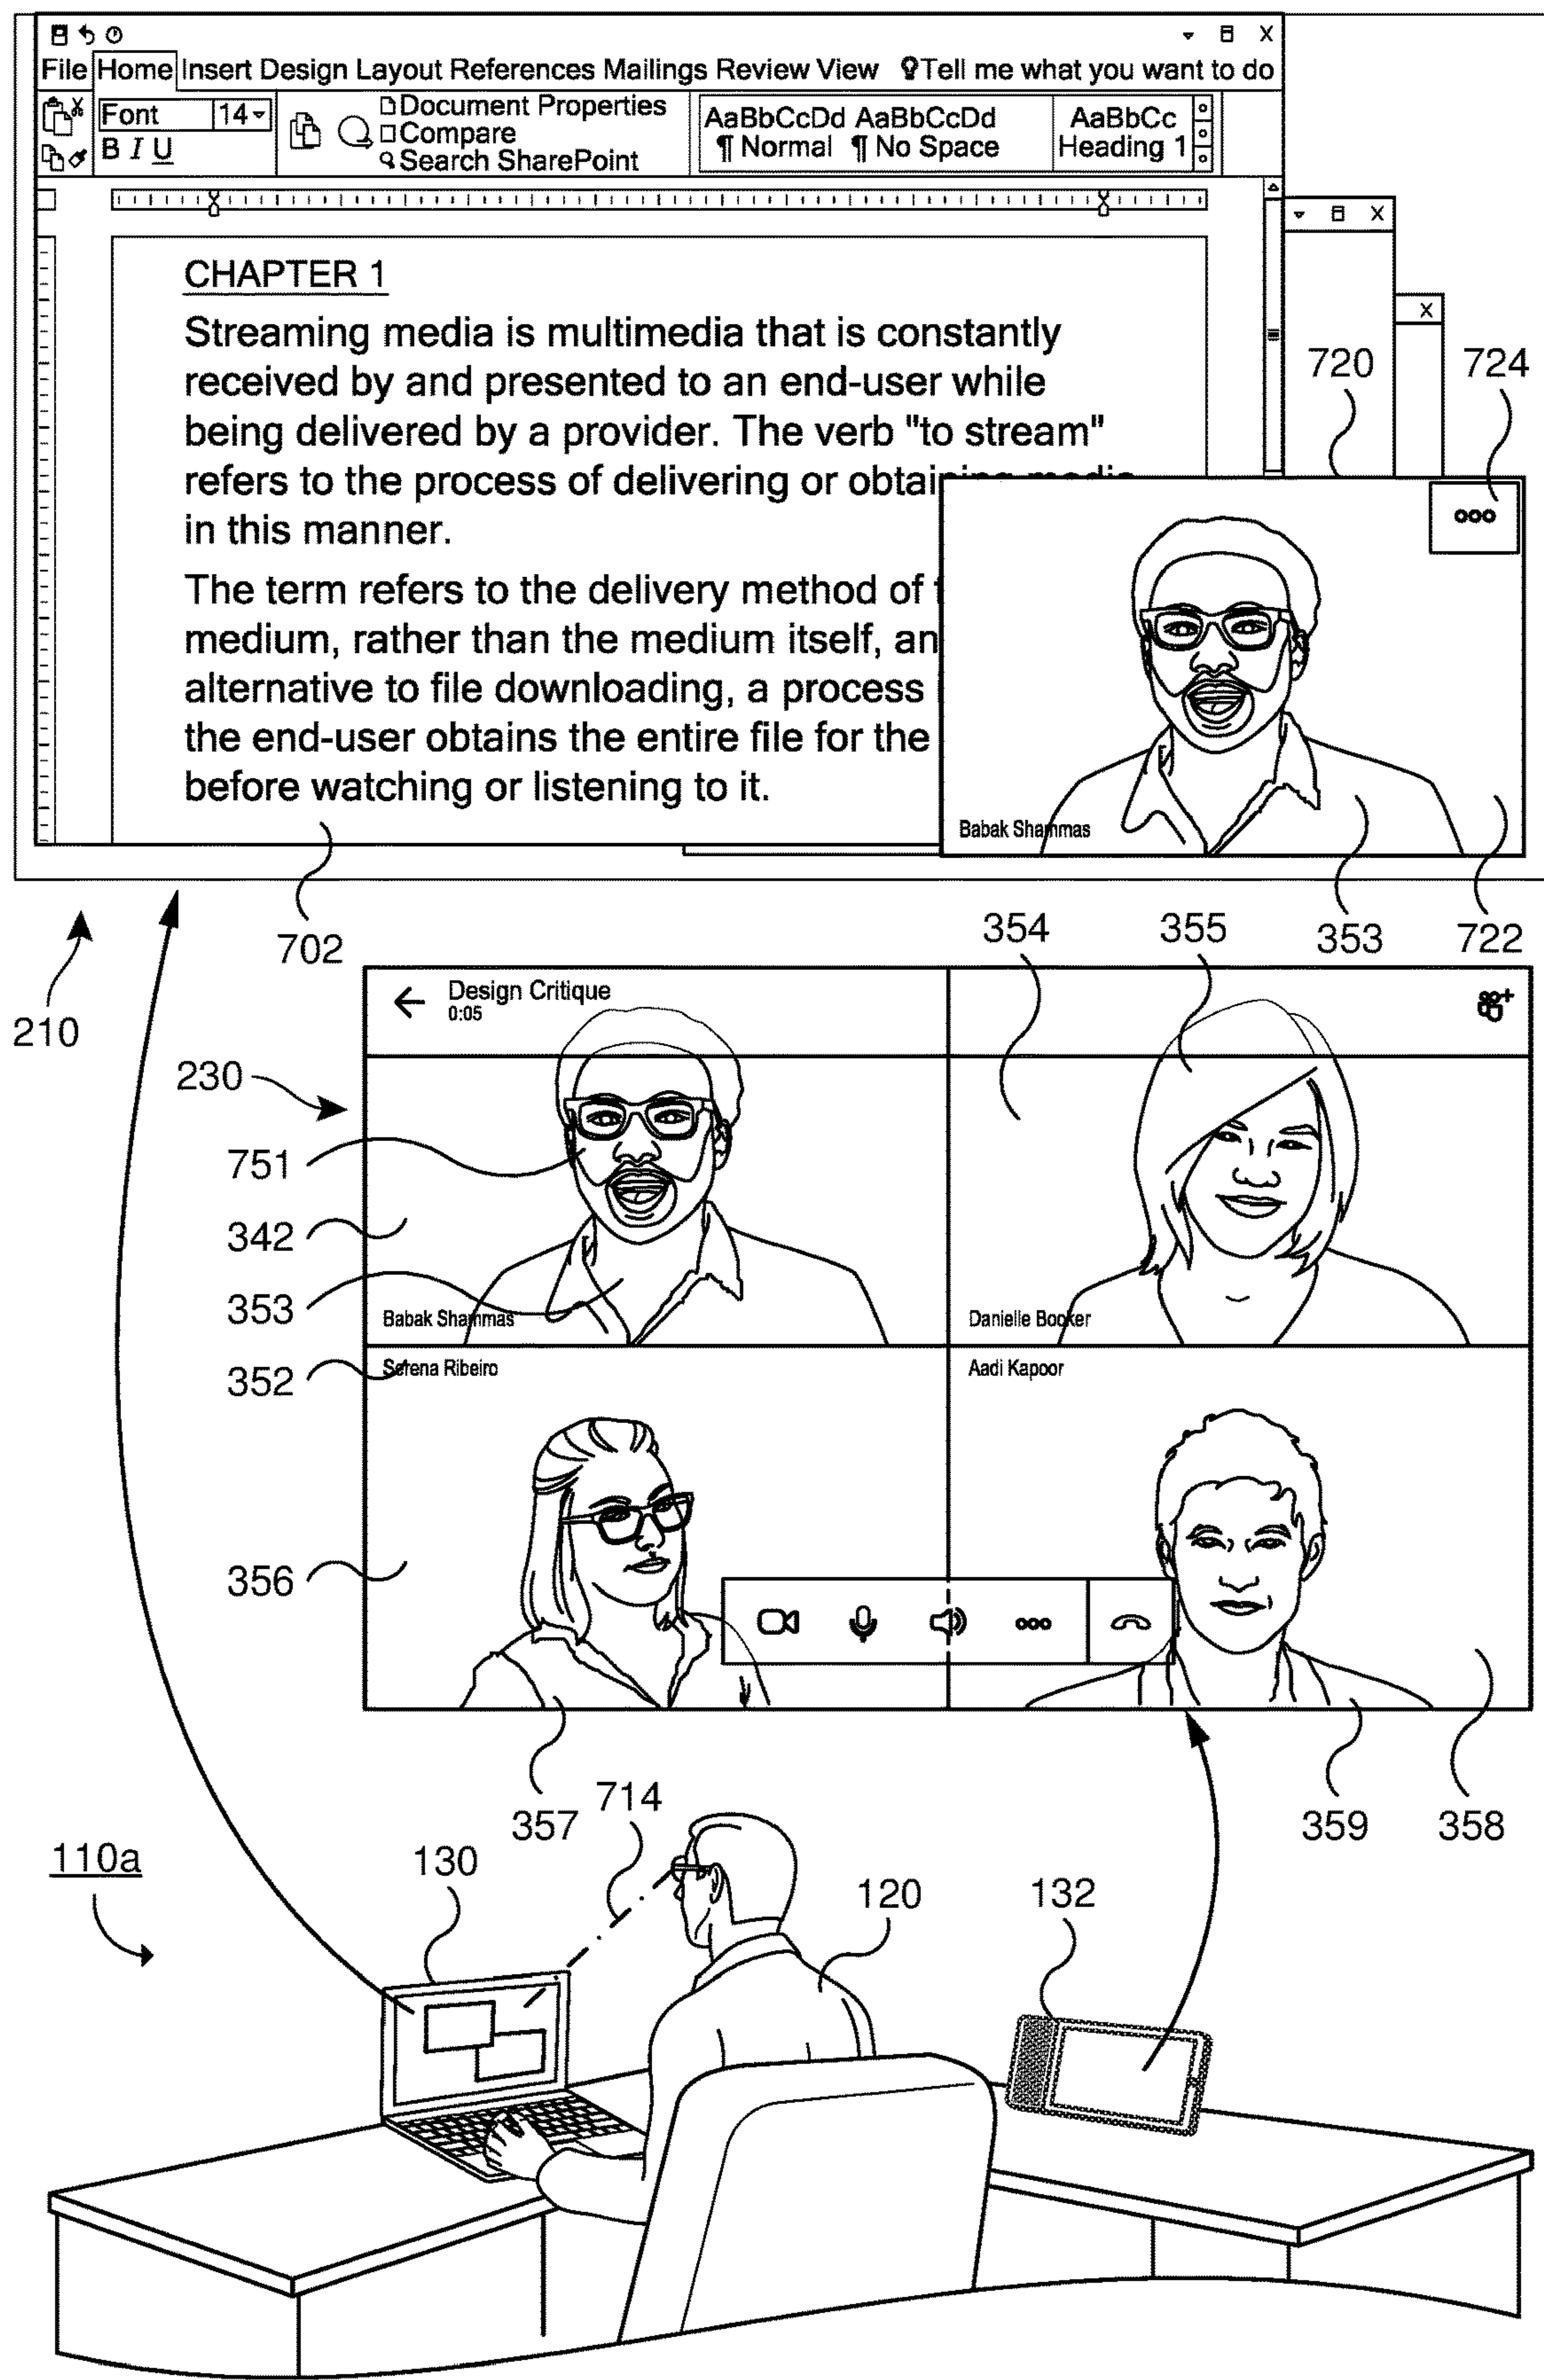 File Home Insert Design Layout References Mailings Review View Tell me what you want to do
Font 14
B I U
Document Properties
Compare
Search SharePoint
AaBbCcDd AaBbCcDd AaBbCc
¶ Normal ¶ No Space Heading 1
CHAPTER 1
Streaming media is multimedia that is constantly
received by and presented to an end-user while
being delivered by a provider. The verb "to stream"
refers to the process of delivering or obtaining media
in this manner.
The term refers to the delivery method of
medium, rather than the medium itself, an
alternative to file downloading, a process
the end-user obtains the entire file for the
before watching or listening to it.
720
724
Babak Shammas
702
353
722
210
354
355
Design Critique
0:05
230
751
342
353
Babak Shammas
Danielle Booker
352
Serena Ribeiro
Aadi Kapoor
356
357
714
359
358
110a
130
120
132